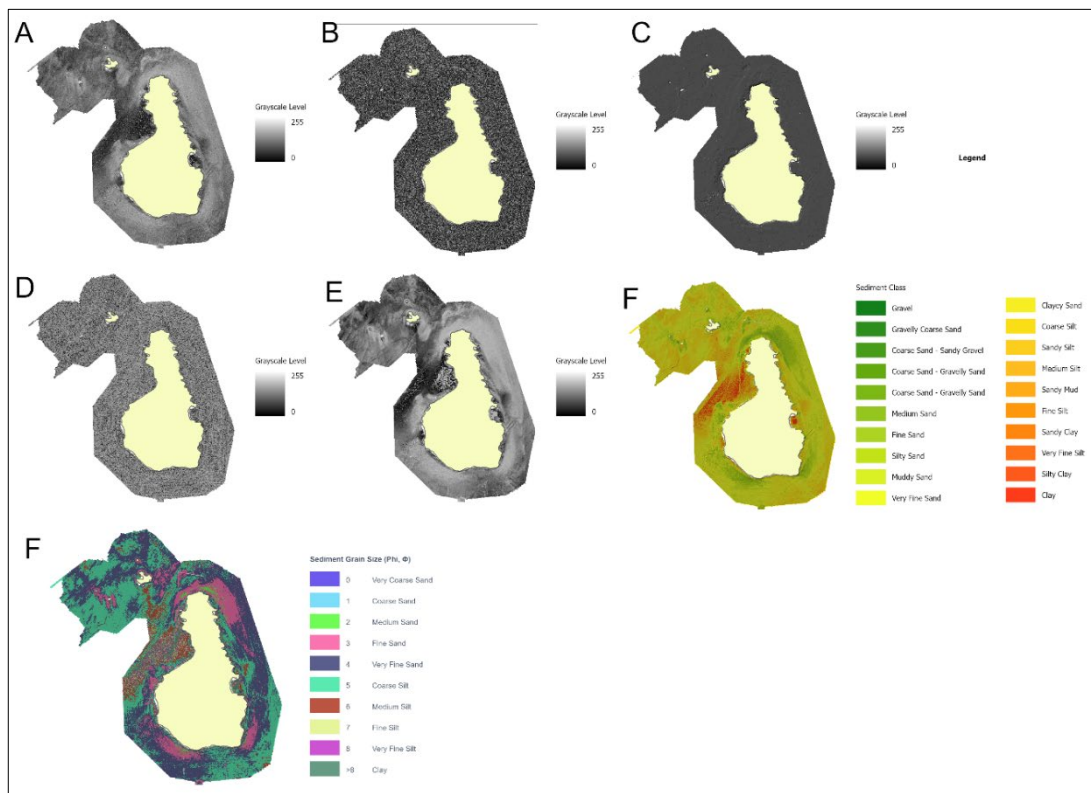 A
Grayscale Level
255
0
B
Grayscale Level
255
0
C
Grayscale Level
255
0
Legend
D
Grayscale Level
255
0
E
Grayscale Level
255
0
F
Sediment Class
Gravel
Gravelly Coarse Sand
Coarse Sand - Sandy Gravel
Coarse Sand - Gravelly Sand
Coarse Sand - Gravelly Sand
Medium Sand
Fine Sand
Silty Sand
Muddy Sand
Very Fine Sand
Clayey Sand
Coarse Silt
Sandy Silt
Medium Silt
Sandy Mud
Fine Silt
Sandy Clay
Very Fine Silt
Silty Clay
Clay
F
Sediment Grain Size (Phi, Φ)
0 Very Coarse Sand
1 Coarse Sand
2 Medium Sand
3 Fine Sand
4 Very Fine Sand
5 Coarse Silt
6 Medium Silt
7 Fine Silt
8 Very Fine Silt
>8 Clay